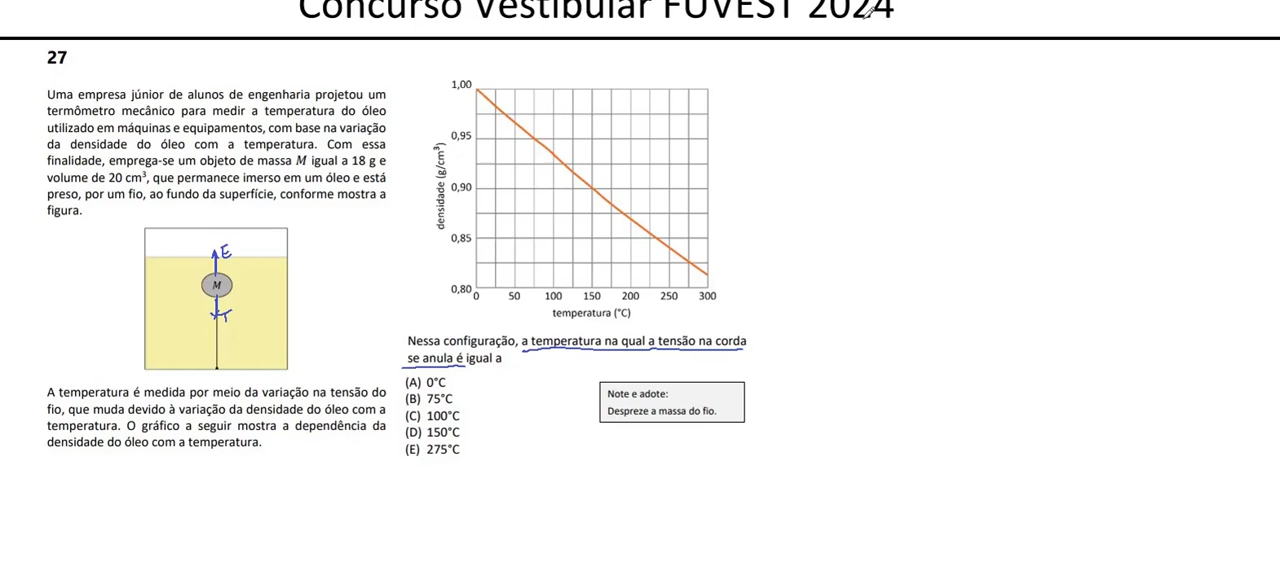 Concurso Vestibular FUVEST 2024
27
Uma empresa júnior de alunos de engenharia projetou um
termômetro mecânico para medir a temperatura do óleo
utilizado em máquinas e equipamentos, com base na variação
da densidade do óleo com a temperatura. Com essa
finalidade, emprega-se um objeto de massa M igual a 18 g e
volume de 20 cm³, que permanece imerso em um óleo e está
preso, por um fio, ao fundo da superfície, conforme mostra a
figura.
E
M
T
A temperatura é medida por meio da variação na tensão do
fio, que muda devido à variação da densidade do óleo com a
temperatura. O gráfico a seguir mostra a dependência da
densidade do óleo com a temperatura.
1,00
0,95
0,90
0,85
0,80
densidade (g/cm³)
0 50 100 150 200 250 300
temperatura (°C)
Nessa configuração, a temperatura na qual a tensão na corda
se anula é igual a
(A) 0°C
(B) 75°C
(C) 100°C
(D) 150°C
(E) 275°C
Note e adote:
Despreze a massa do fio.